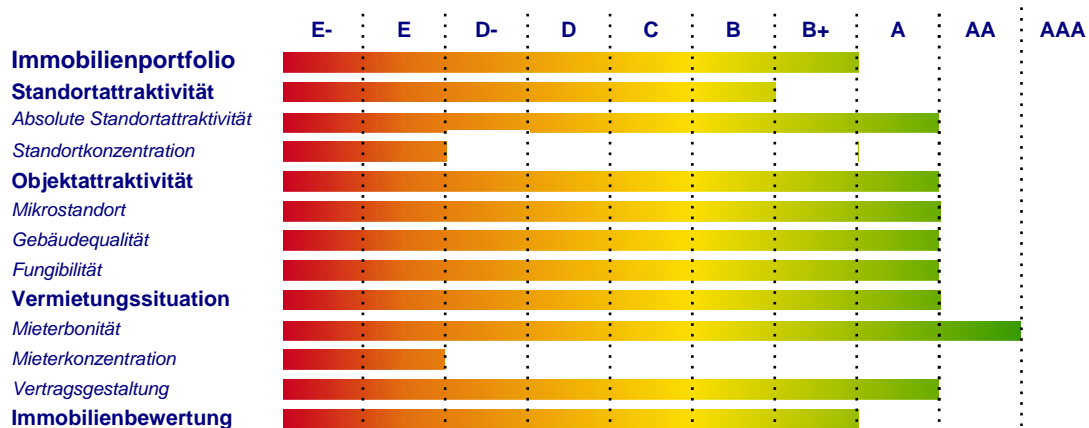 E- E D- D C B B+ A AA AAA
Immobilienportfolio
Standortattraktivität
Absolute Standortattraktivität
Standortkonzentration
Objektattraktivität
Mikrostandort
Gebäudequalität
Fungibilität
Vermietungssituation
Mieterbonität
Mieterkonzentration
Vertragsgestaltung
Immobilienbewertung